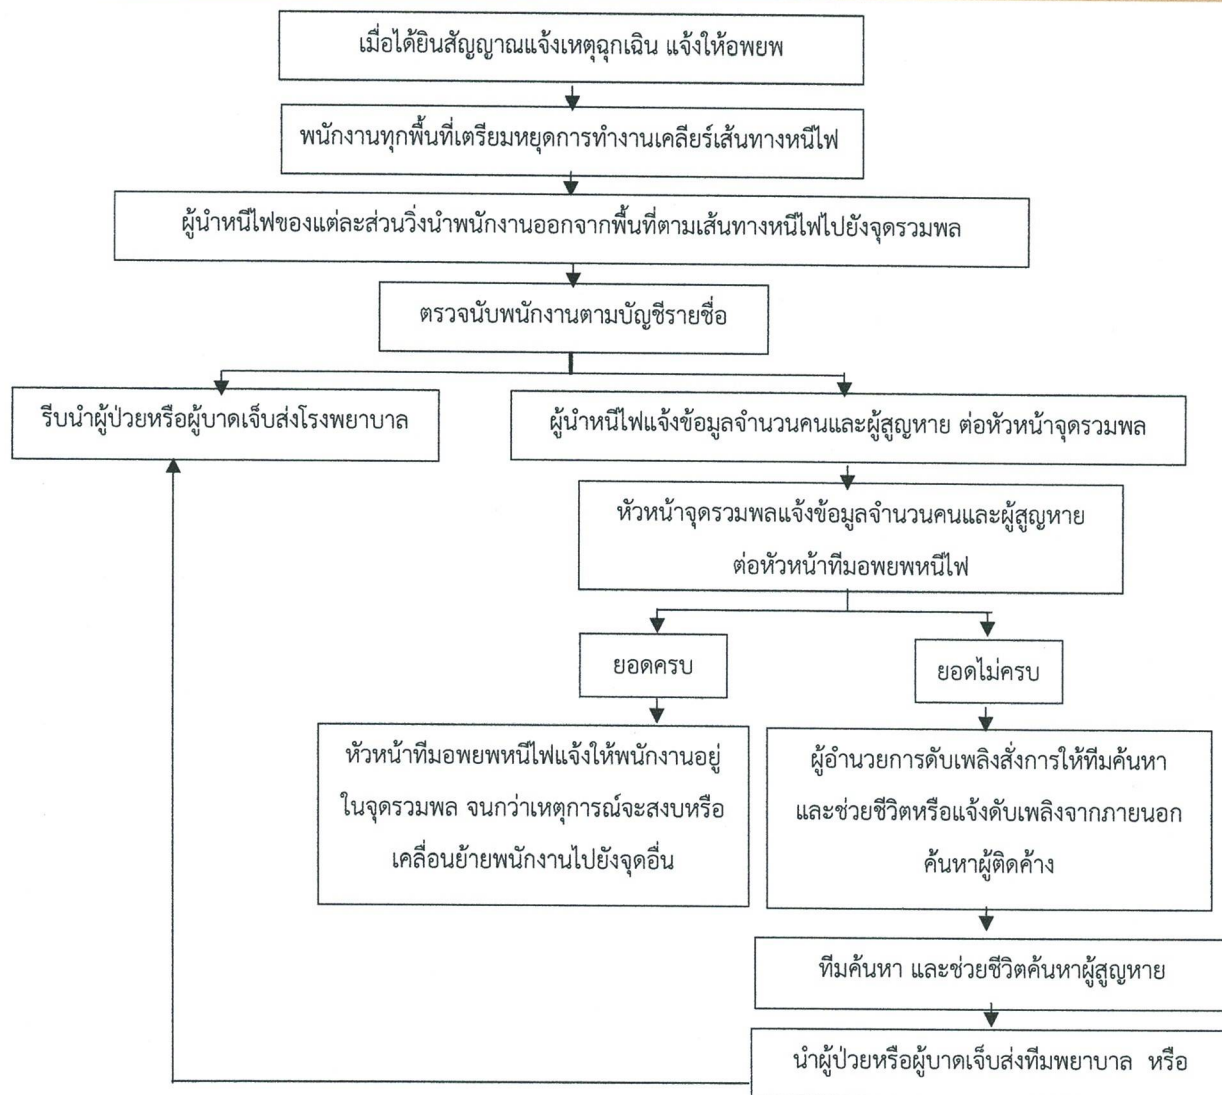 เมื่อได้ยินสัญญาณแจ้งเหตุฉุกเฉิน แจ้งให้อพยพ
พนักงานทุกพื้นที่เตรียมหยุดการทำงานเคลียร์เส้นทางหนีไฟ
ผู้นำหนีไฟของแต่ละส่วนวิ่งนำพนักงานออกจากพื้นที่ตามเส้นทางหนีไฟไปยังจุดรวมพล
ตรวจนับพนักงานตามบัญชีรายชื่อ
รีบนำผู้ป่วยหรือผู้บาดเจ็บส่งโรงพยาบาล
ผู้นำหนีไฟแจ้งข้อมูลจำนวนคนและผู้สูญหาย ต่อหัวหน้าจุดรวมพล
หัวหน้าจุดรวมพลแจ้งข้อมูลจำนวนคนและผู้สูญหาย
ต่อหัวหน้าทีมอพยพหนีไฟ
ยอดครบ
ยอดไม่ครบ
หัวหน้าทีมอพยพหนีไฟแจ้งให้พนักงานอยู่
ในจุดรวมพล จนกว่าเหตุการณ์จะสงบหรือ
เคลื่อนย้ายพนักงานไปยังจุดอื่น
ผู้อำนวยการดับเพลิงสั่งการให้ทีมค้นหา
และช่วยชีวิตหรือแจ้งดับเพลิงจากภายนอก
ค้นหาผู้ติดค้าง
ทีมค้นหา และช่วยชีวิตค้นหาผู้สูญหาย
นำผู้ป่วยหรือผู้บาดเจ็บส่งทีมพยาบาล หรือ